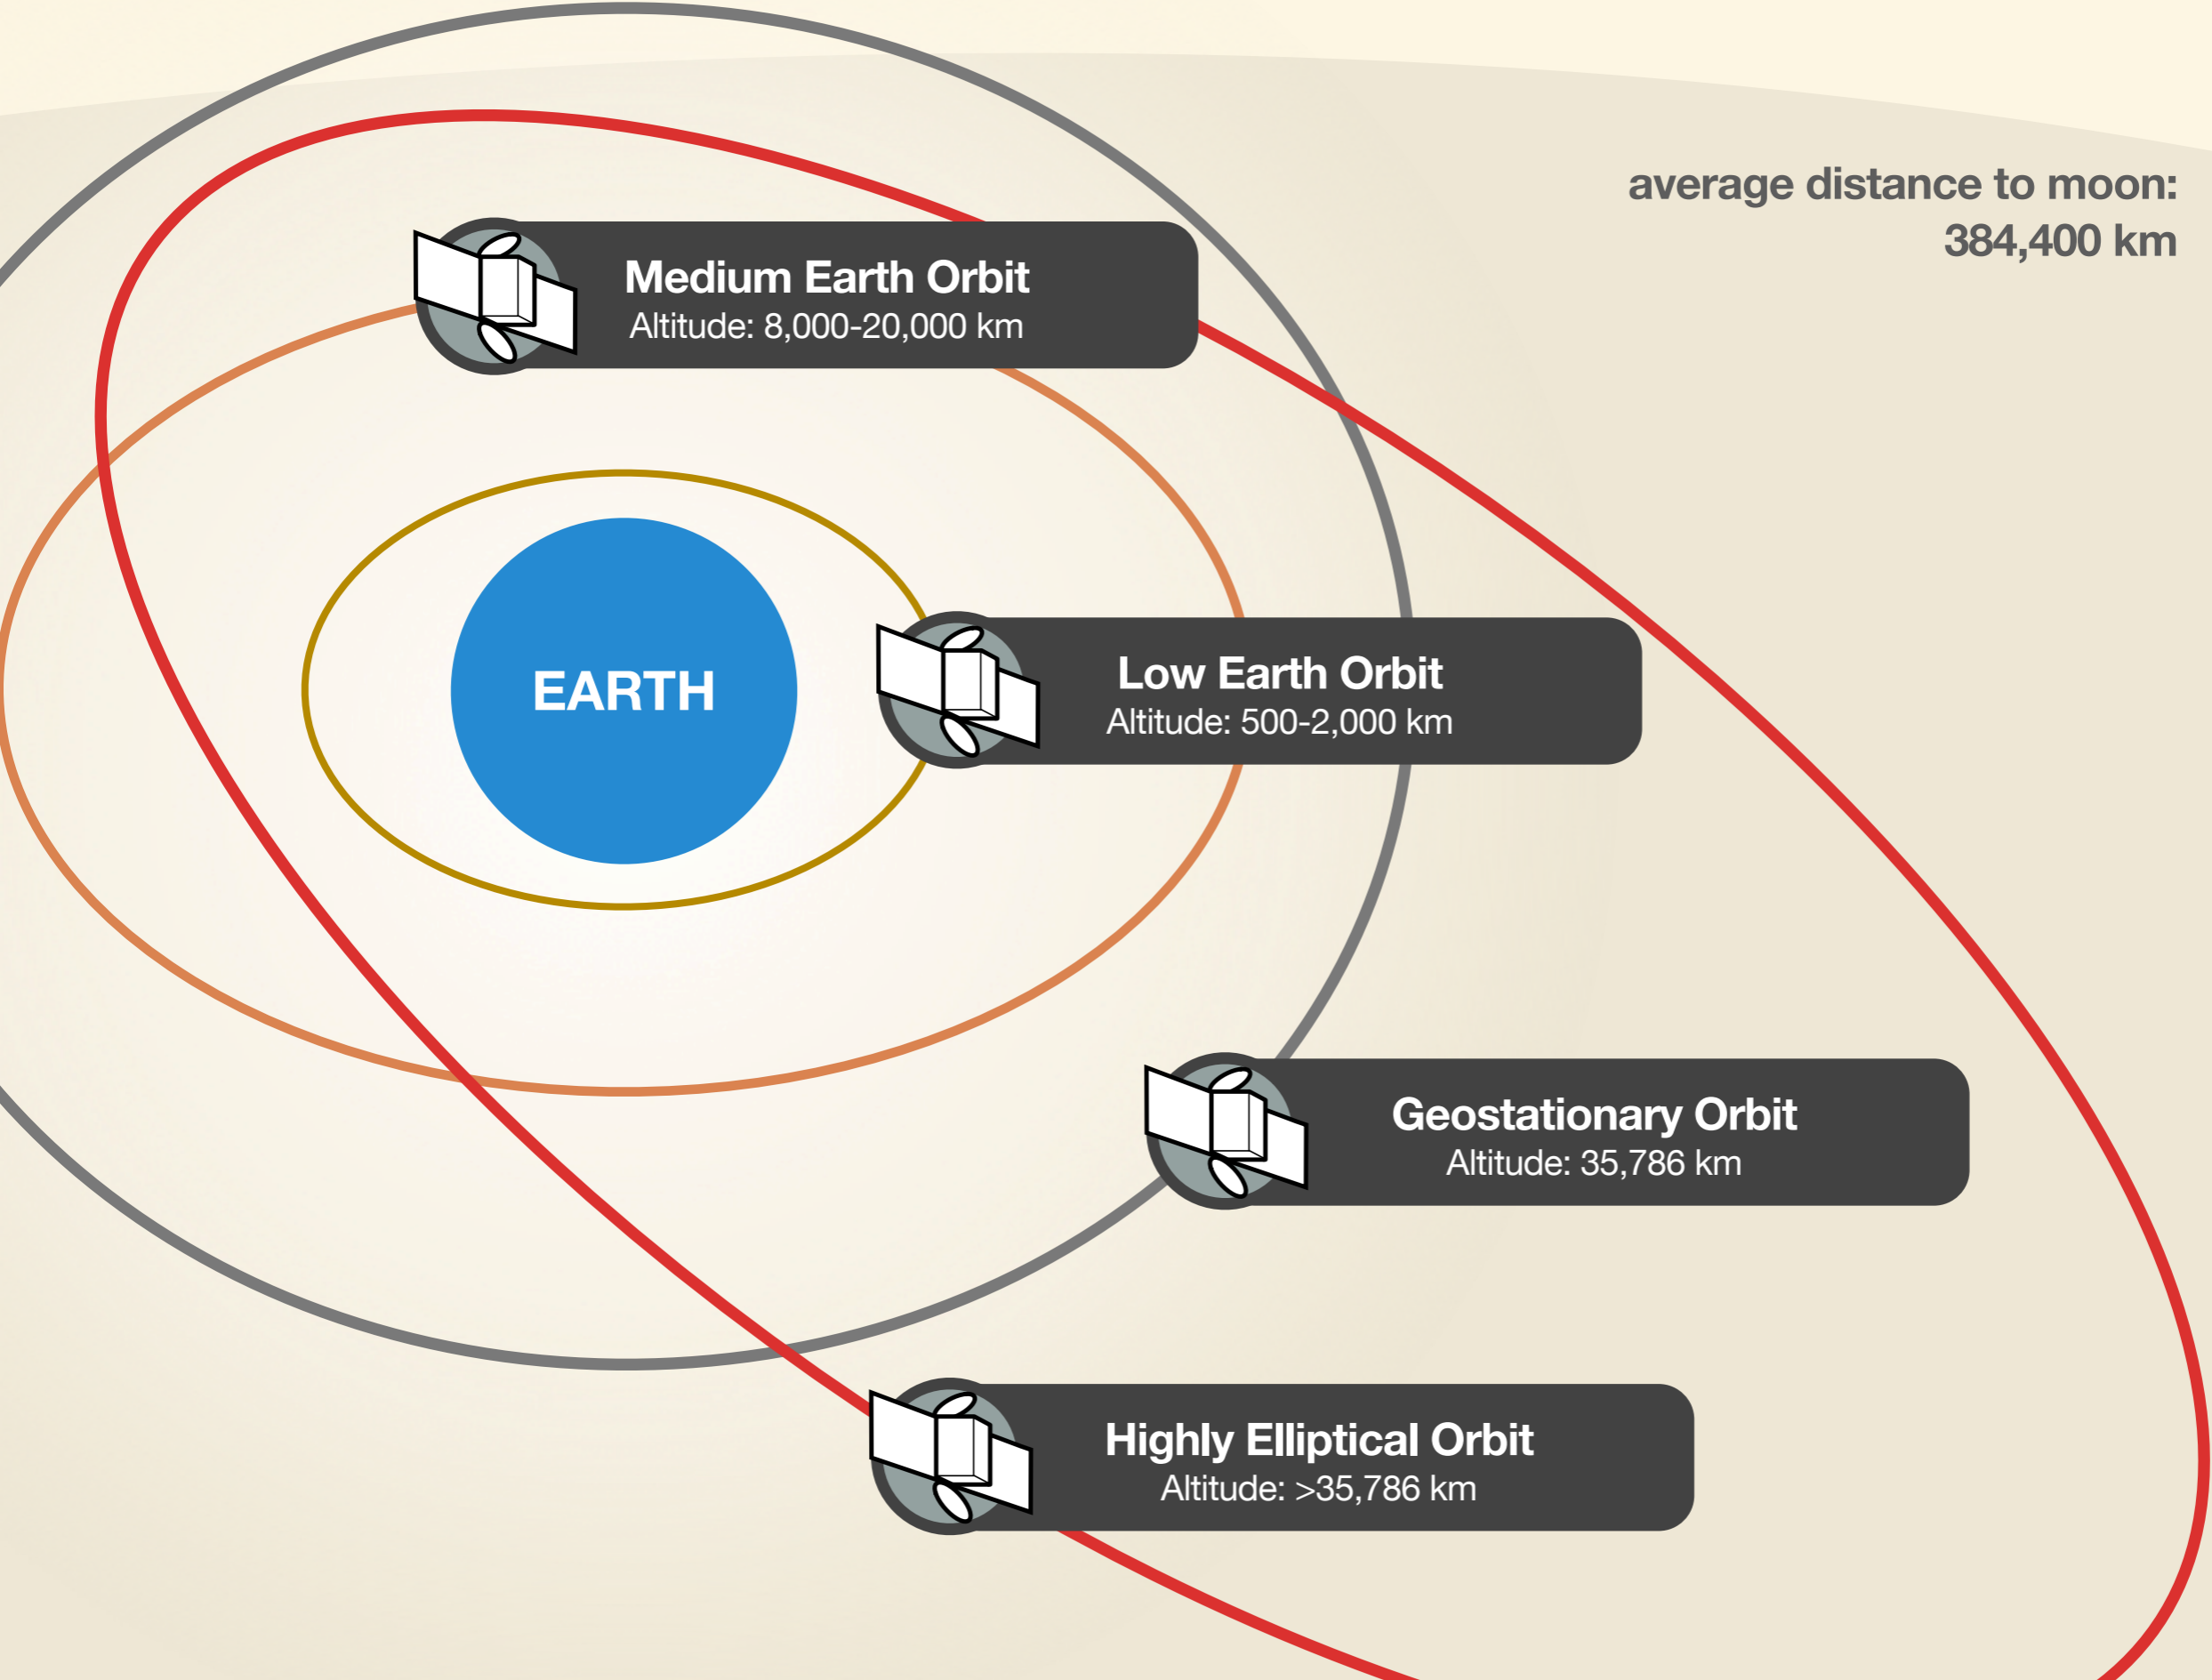 average distance to moon:
384,400 km
Medium Earth Orbit
Altitude: 8,000-20,000 km
EARTH
Low Earth Orbit
Altitude: 500-2,000 km
Geostationary Orbit
Altitude: 35,786 km
Highly Elliptical Orbit
Altitude: >35,786 km